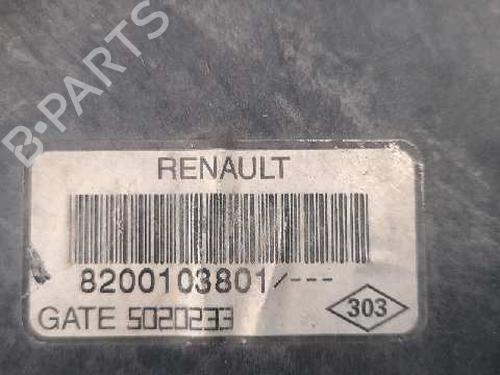 B-PARTS
RENAULT
8200103801/---
GATE 5020233
303